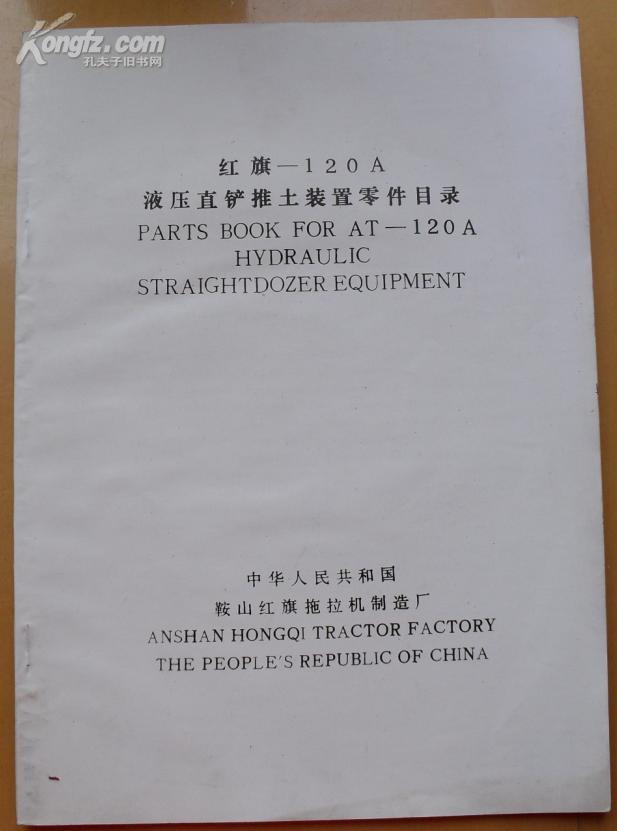 Kongfz.com
孔夫子旧书网
红旗—120A
液压直铲推土装置零件目录
PARTS BOOK FOR AT—120A
HYDRAULIC
STRAIGHTDOZER EQUIPMENT
中华人民共和国
鞍山红旗拖拉机制造厂
ANSHAN HONGQI TRACTOR FACTORY
THE PEOPLE'S REPUBLIC OF CHINA